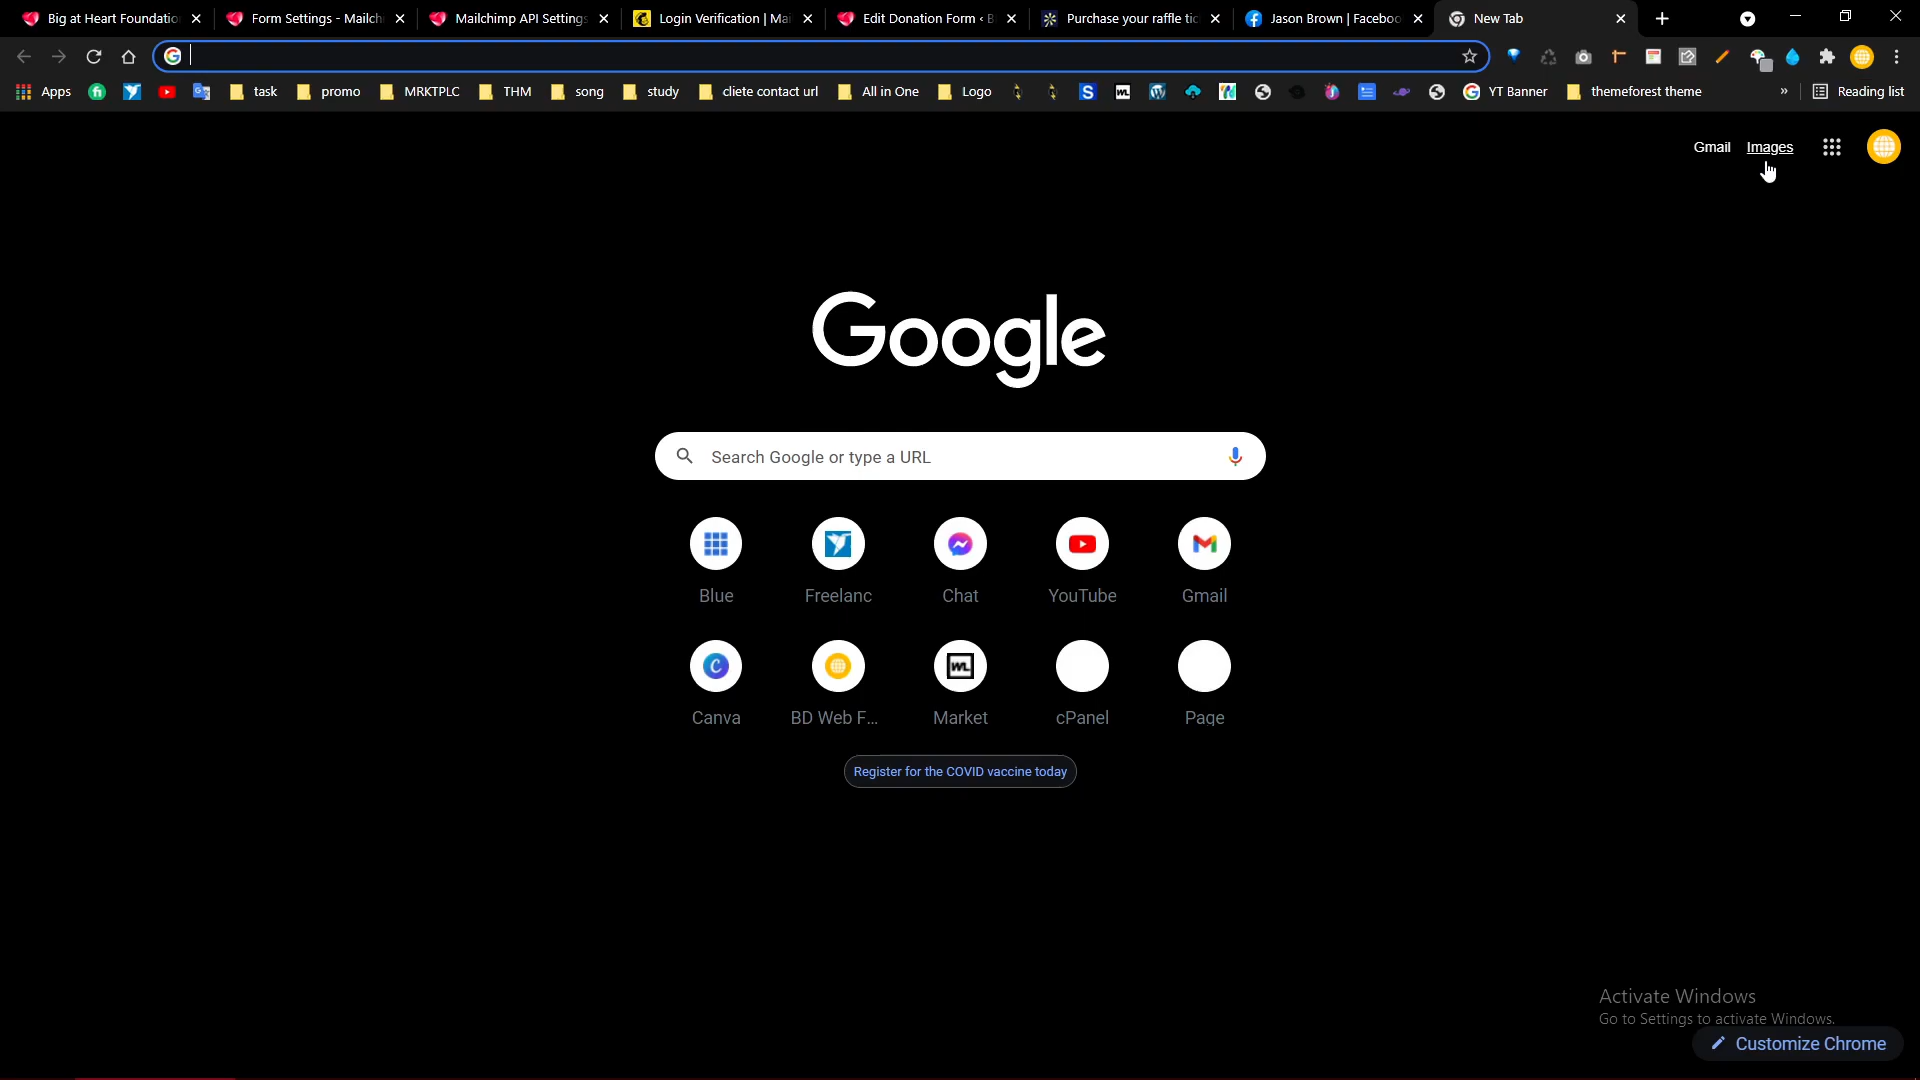 Big at Heart Foundatio
Form Settings - Mailch
Mailchimp API Settings
Login Verification | Mai
Edit Donation Form ‹ B
Purchase your raffle tic
Jason Brown | Faceboo
New Tab
Apps
task
promo
MRKTPLC
THM
song
study
cliete contact url
All in One
Logo
YT Banner
themeforest theme
»
Reading list
Gmail
Images
Google
Search Google or type a URL
Blue
Freelanc
Chat
YouTube
Gmail
Canva
BD Web F...
Market
cPanel
Page
Register for the COVID vaccine today
Activate Windows
Go to Settings to activate Windows.
Customize Chrome